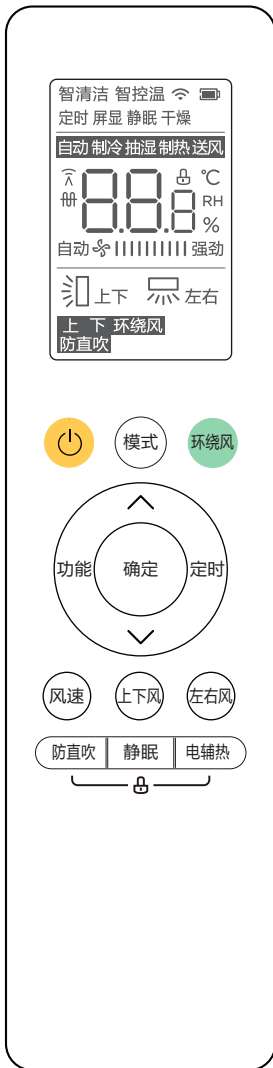 智清洁 智控温
定时 屏显 静眠 干燥
自动 制冷 抽湿 制热 送风
8.8.8 ℃
RH
%
自动 强劲
上下 左右
上 下 环绕风
防直吹
模式 环绕风
功能 确定 定时
风速 上下风 左右风
防直吹 静眠 电辅热